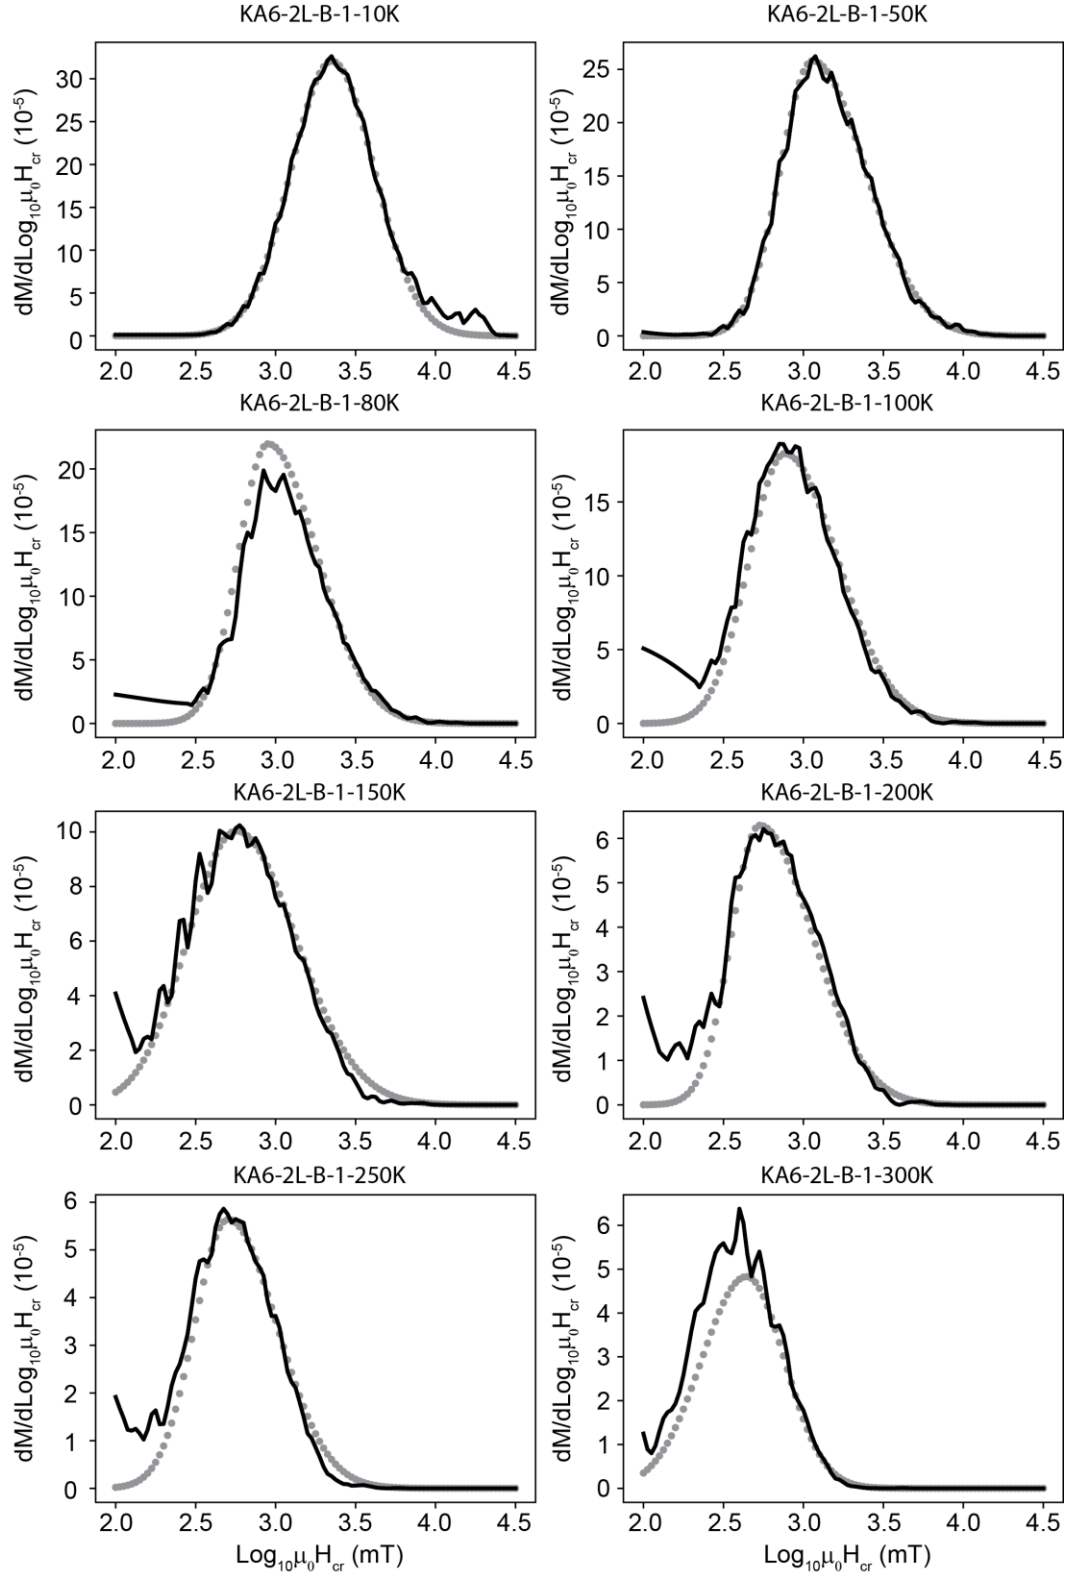 KA6-2L-B-1-10K
dM/dLog₁₀μ₀H_cr (10⁻⁵)
30
25
20
15
10
5
0
2.0 2.5 3.0 3.5 4.0 4.5
KA6-2L-B-1-50K
dM/dLog₁₀μ₀H_cr (10⁻⁵)
25
20
15
10
5
0
2.0 2.5 3.0 3.5 4.0 4.5
KA6-2L-B-1-80K
dM/dLog₁₀μ₀H_cr (10⁻⁵)
20
15
10
5
0
2.0 2.5 3.0 3.5 4.0 4.5
KA6-2L-B-1-100K
dM/dLog₁₀μ₀H_cr (10⁻⁵)
15
10
5
0
2.0 2.5 3.0 3.5 4.0 4.5
KA6-2L-B-1-150K
dM/dLog₁₀μ₀H_cr (10⁻⁵)
10
8
6
4
2
0
2.0 2.5 3.0 3.5 4.0 4.5
KA6-2L-B-1-200K
dM/dLog₁₀μ₀H_cr (10⁻⁵)
6
5
4
3
2
1
0
2.0 2.5 3.0 3.5 4.0 4.5
KA6-2L-B-1-250K
dM/dLog₁₀μ₀H_cr (10⁻⁵)
6
5
4
3
2
1
0
2.0 2.5 3.0 3.5 4.0 4.5
Log₁₀μ₀H_cr (mT)
KA6-2L-B-1-300K
dM/dLog₁₀μ₀H_cr (10⁻⁵)
6
5
4
3
2
1
0
2.0 2.5 3.0 3.5 4.0 4.5
Log₁₀μ₀H_cr (mT)